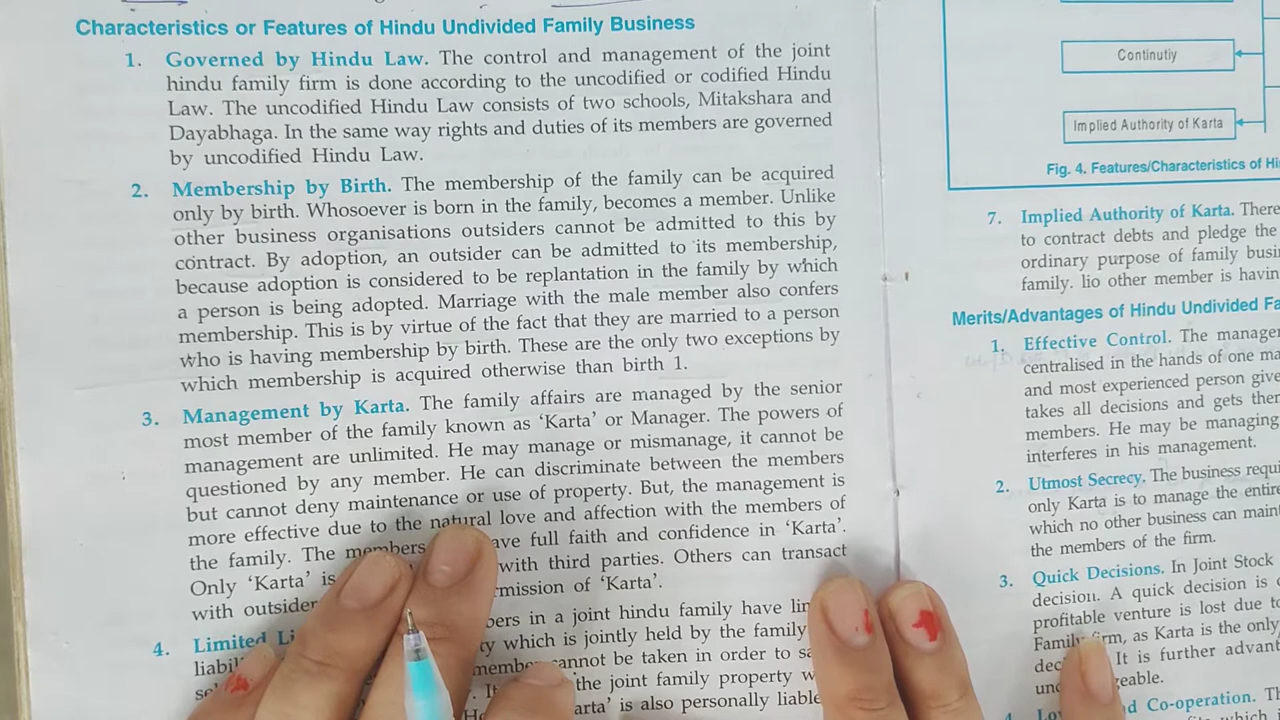 Characteristics or Features of Hindu Undivided Family Business
1. Governed by Hindu Law. The control and management of the joint
hindu family firm is done according to the uncodified or codified Hindu
Law. The uncodified Hindu Law consists of two schools, Mitakshara and
Dayabhaga. In the same way rights and duties of its members are governed
by uncodified Hindu Law.
2. Membership by Birth. The membership of the family can be acquired
only by birth. Whosoever is born in the family, becomes a member. Unlike
other business organisations outsiders cannot be admitted to this by
contract. By adoption, an outsider can be admitted to its membership,
because adoption is considered to be replantation in the family by which
a person is being adopted. Marriage with the male member also confers
membership. This is by virtue of the fact that they are married to a person
who is having membership by birth. These are the only two exceptions by
which membership is acquired otherwise than birth 1.
3. Management by Karta. The family affairs are managed by the senior
most member of the family known as ‘Karta’ or Manager. The powers of
management are unlimited. He may manage or mismanage, it cannot be
questioned by any member. He can discriminate between the members
but cannot deny maintenance or use of property. But, the management is
more effective due to the natural love and affection with the members of
the family. The members ave full faith and confidence in ‘Karta’.
Only ‘Karta’ is with third parties. Others can transact
with outsider rmission of ‘Karta’.
4. Limited Li bers in a joint hindu family have lin
liabil ty which is jointly held by the family
se membe cannot be taken in order to sa
. It the joint family property w
arta’ is also personally liable
Continutiy
Implied Authority of Karta
Fig. 4. Features/Characteristics of Hi
7. Implied Authority of Karta. There
to contract debts and pledge the
ordinary purpose of family busi
family. lio other member is havin
Merits/Advantages of Hindu Undivided Fa
1. Effective Control. The manager
centralised in the hands of one ma
and most experienced person give
takes all decisions and gets then
members. He may be managing
interferes in his management.
2. Utmost Secrecy. The business requi
only Karta is to manage the entire
which no other business can main
the members of the firm.
3. Quick Decisions. In Joint Stock
decision. A quick decision is
profitable venture is lost due to
Family firm, as Karta is the only
dec It is further advant
unc geable.
4. Lo d Co-operation. Th
which i